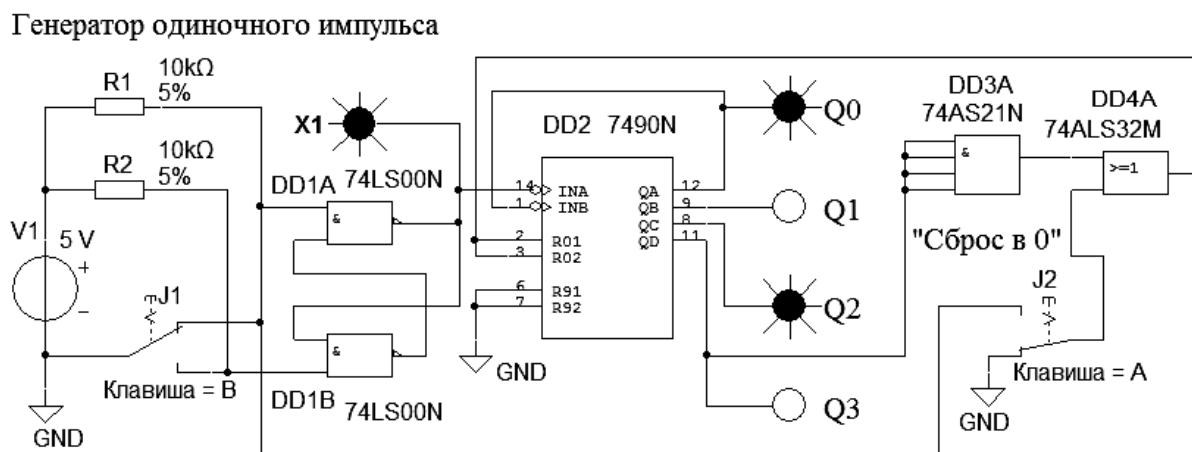 Генератор одиночного импульса
R1
10kΩ
5%
R2
10kΩ
5%
V1
5 V
+
−
J1
Клавиша = B
GND
X1
DD1A
74LS00N
&
&
DD1B
74LS00N
DD2 7490N
14
INA
1
INB
2
R01
3
R02
6
R91
7
R92
QA
12
QB
9
QC
8
QD
11
GND
Q0
Q1
Q2
Q3
DD3A
74AS21N
&
DD4A
74ALS32M
>=1
"Сброс в 0"
J2
Клавиша = A
GND